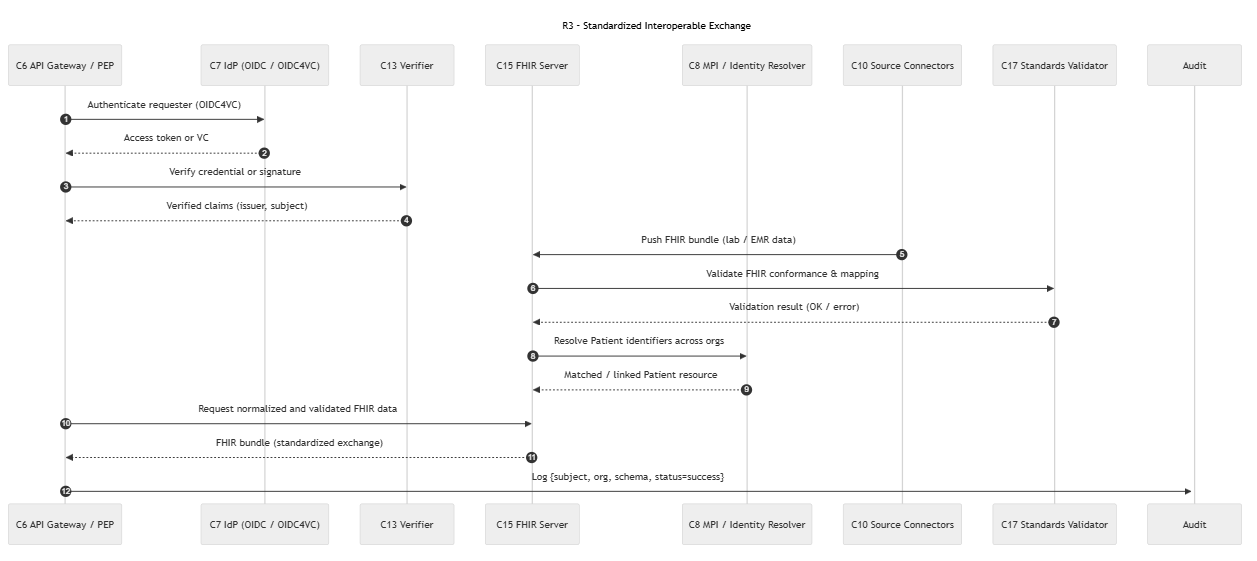 R3 - Standardized Interoperable Exchange
C6 API Gateway / PEP
C7 IdP (OIDC / OIDC4VC)
C13 Verifier
C15 FHIR Server
C8 MPI / Identity Resolver
C10 Source Connectors
C17 Standards Validator
Audit
Authenticate requester (OIDC4VC)
1
Access token or VC
2
Verify credential or signature
3
Verified claims (issuer, subject)
4
Push FHIR bundle (lab / EMR data)
5
Validate FHIR conformance & mapping
6
Validation result (OK / error)
7
Resolve Patient identifiers across orgs
8
Matched / linked Patient resource
9
Request normalized and validated FHIR data
10
FHIR bundle (standardized exchange)
11
Log {subject, org, schema, status=success}
12
C6 API Gateway / PEP
C7 IdP (OIDC / OIDC4VC)
C13 Verifier
C15 FHIR Server
C8 MPI / Identity Resolver
C10 Source Connectors
C17 Standards Validator
Audit